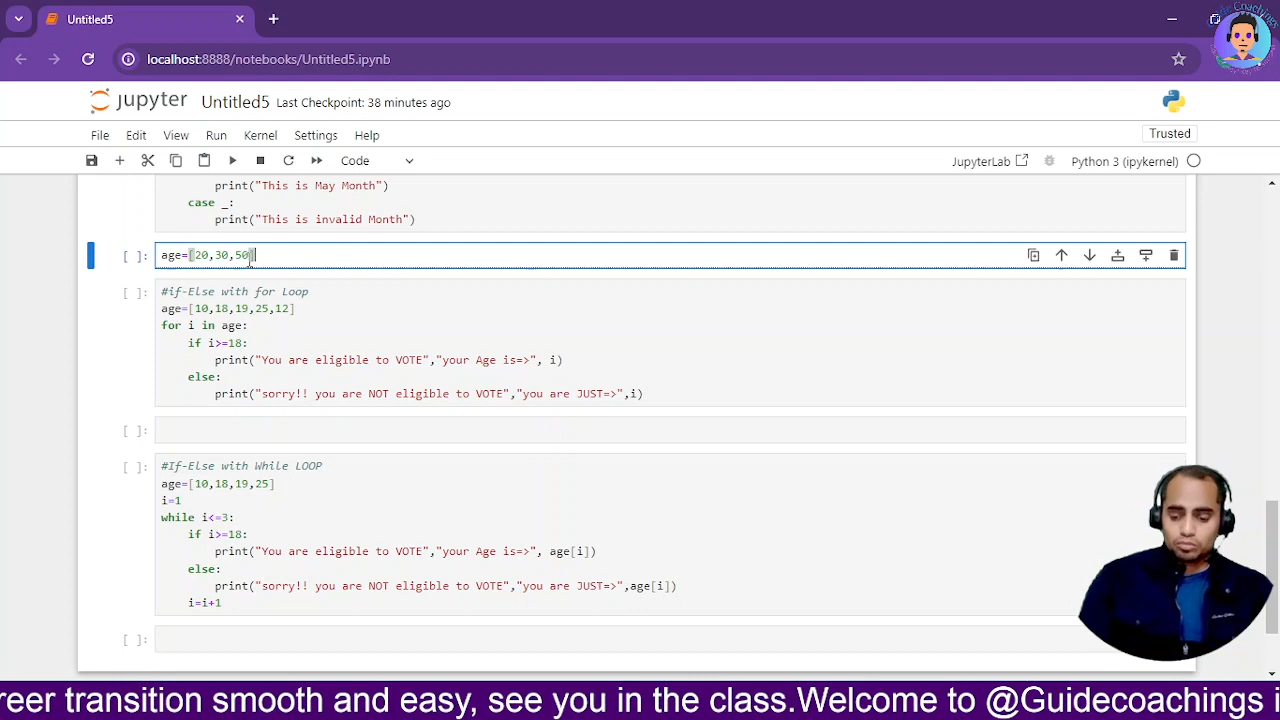 Untitled5
localhost:8888/notebooks/Untitled5.ipynb
Coachings
jupyter Untitled5 Last Checkpoint: 38 minutes ago
File Edit View Run Kernel Settings Help Trusted
Code JupyterLab Python 3 (ipykernel)
print("This is May Month")
case _:
print("This is invalid Month")
[ ]: age=[20,30,50]
[ ]: #if-Else with for Loop
age=[10,18,19,25,12]
for i in age:
if i>=18:
print("You are eligible to VOTE","your Age is=>", i)
else:
print("sorry!! you are NOT eligible to VOTE","you are JUST=>",i)
[ ]:
[ ]: #If-Else with While LOOP
age=[10,18,19,25]
i=1
while i<=3:
if i>=18:
print("You are eligible to VOTE","your Age is=>", age[i])
else:
print("sorry!! you are NOT eligible to VOTE","you are JUST=>",age[i])
i=i+1
[ ]:
reer transition smooth and easy, see you in the class.Welcome to @Guidecoachings i